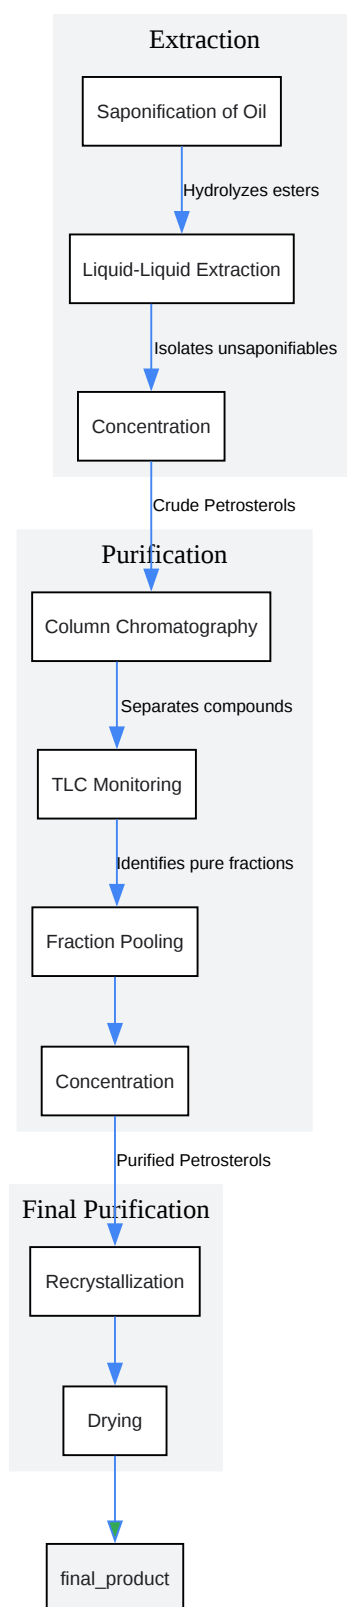 Extraction
Saponification of Oil
Hydrolyzes esters
Liquid-Liquid Extraction
Isolates unsaponifiables
Concentration
Crude Petrosterols
Purification
Column Chromatography
Separates compounds
TLC Monitoring
Identifies pure fractions
Fraction Pooling
Concentration
Purified Petrosterols
Final Purification
Recrystallization
Drying
final_product